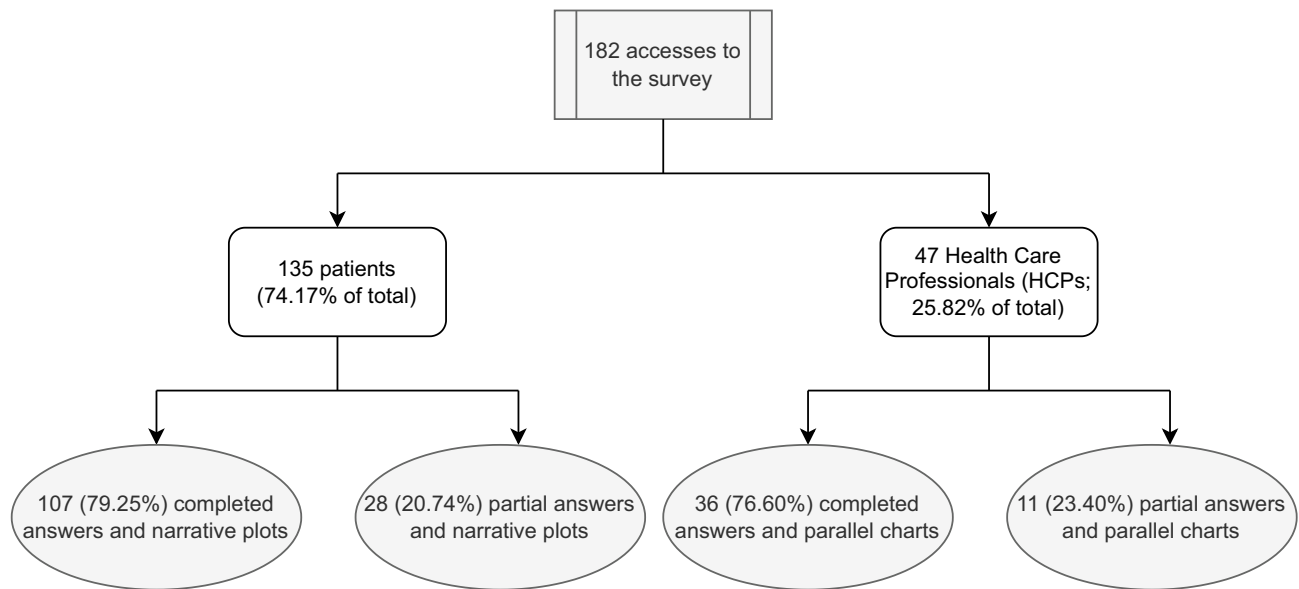 182 accesses to
the survey
135 patients
(74.17% of total)
47 Health Care
Professionals (HCPs;
25.82% of total)
107 (79.25%) completed
answers and narrative plots
28 (20.74%) partial answers
and narrative plots
36 (76.60%) completed
answers and parallel charts
11 (23.40%) partial answers
and parallel charts